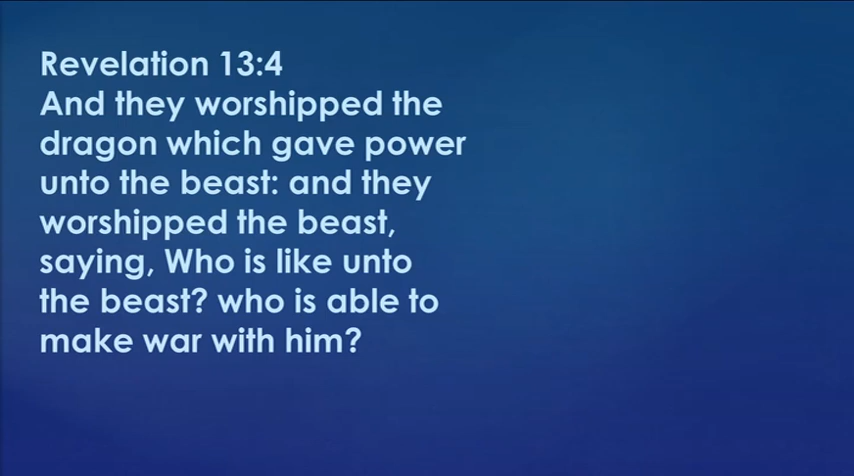 Revelation 13:4
And they worshipped the
dragon which gave power
unto the beast: and they
worshipped the beast,
saying, Who is like unto
the beast? who is able to
make war with him?